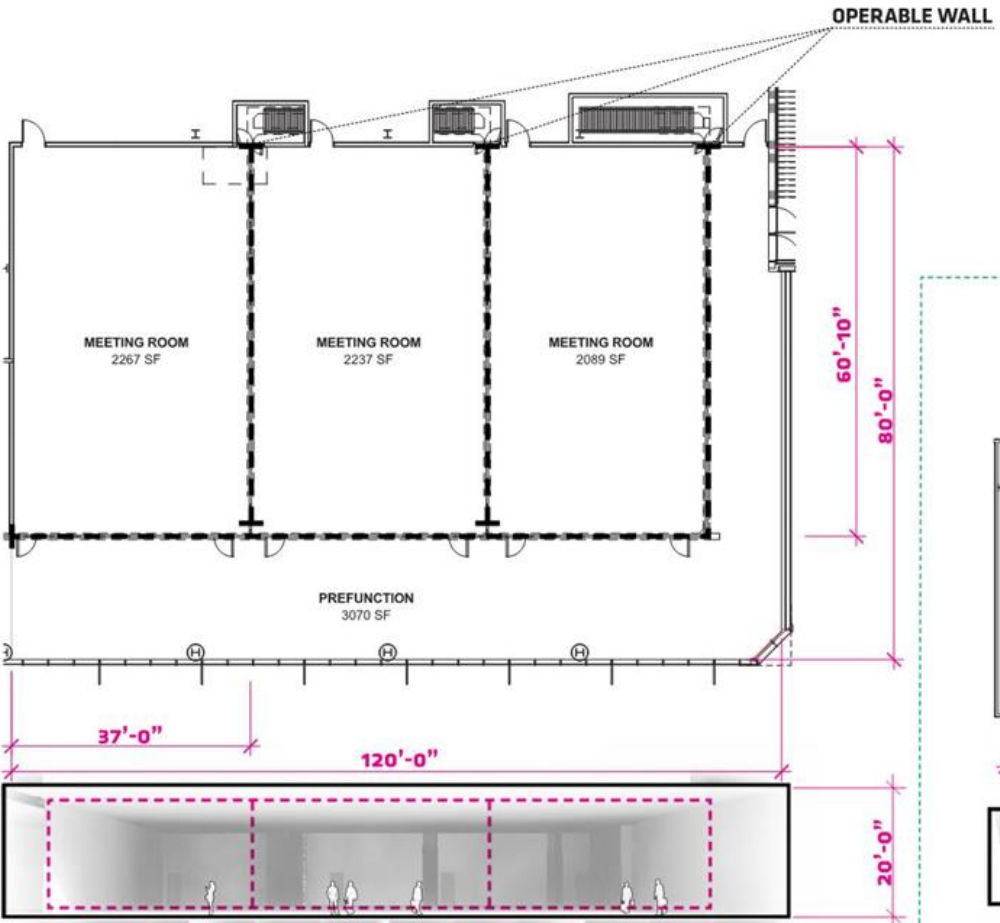 OPERABLE WALL
MEETING ROOM
2267 SF
MEETING ROOM
2237 SF
MEETING ROOM
2089 SF
60'-10"
80'-0"
PREFUNCTION
3070 SF
H
H
H
37'-0"
120'-0"
20'-0"